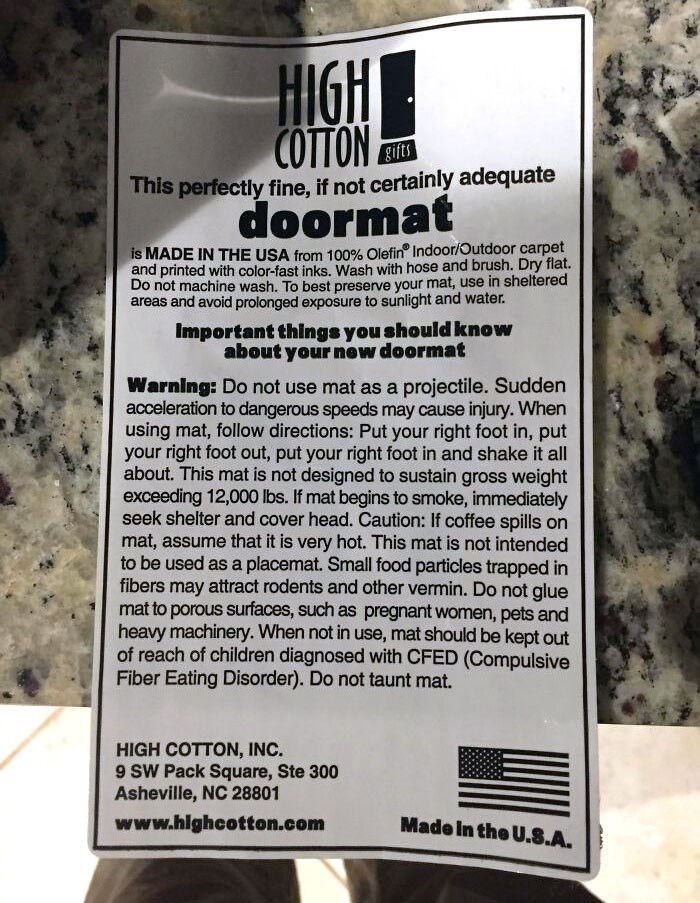 HIGH
COTTON
gifts
This perfectly fine, if not certainly adequate
doormat
is MADE IN THE USA from 100% Olefin® Indoor/Outdoor carpet
and printed with color-fast inks. Wash with hose and brush. Dry flat.
Do not machine wash. To best preserve your mat, use in sheltered
areas and avoid prolonged exposure to sunlight and water.
Important things you should know
about your new doormat
Warning: Do not use mat as a projectile. Sudden
acceleration to dangerous speeds may cause injury. When
using mat, follow directions: Put your right foot in, put
your right foot out, put your right foot in and shake it all
about. This mat is not designed to sustain gross weight
exceeding 12,000 lbs. If mat begins to smoke, immediately
seek shelter and cover head. Caution: If coffee spills on
mat, assume that it is very hot. This mat is not intended
to be used as a placemat. Small food particles trapped in
fibers may attract rodents and other vermin. Do not glue
mat to porous surfaces, such as pregnant women, pets and
heavy machinery. When not in use, mat should be kept out
of reach of children diagnosed with CFED (Compulsive
Fiber Eating Disorder). Do not taunt mat.
HIGH COTTON, INC.
9 SW Pack Square, Ste 300
Asheville, NC 28801
www.highcotton.com
Made in the U.S.A.